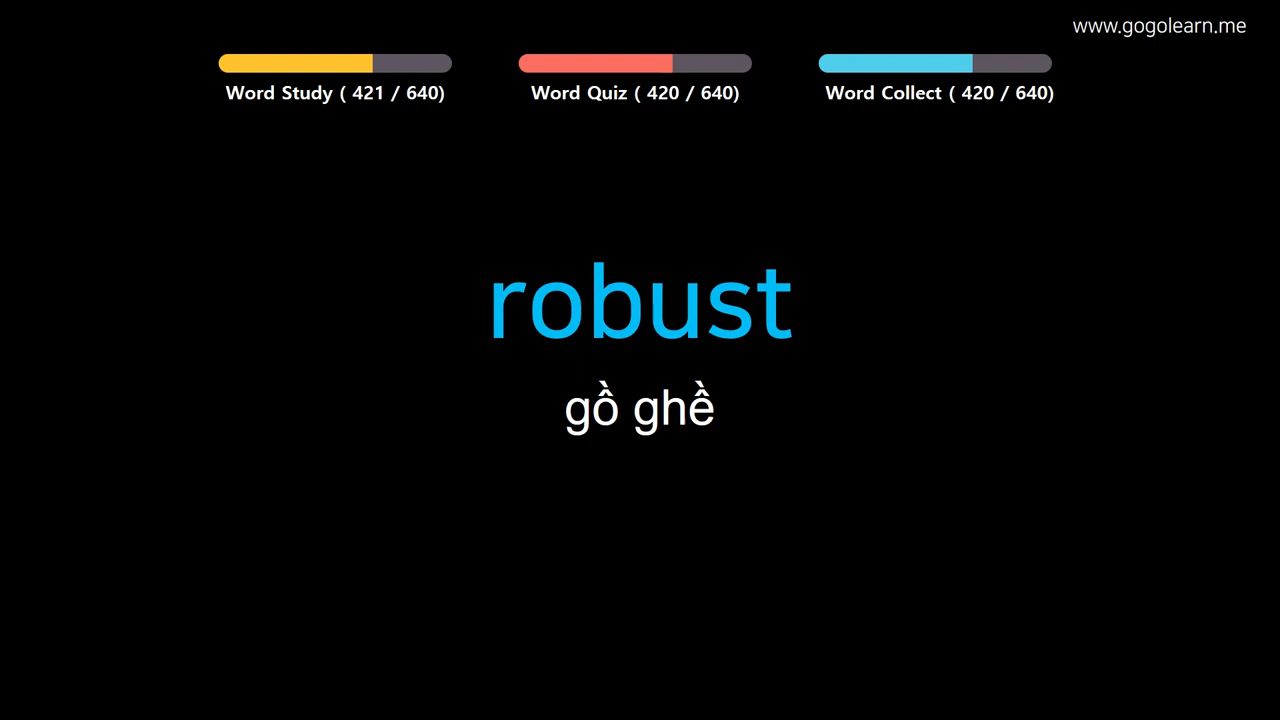 www.gogolearn.me
Word Study ( 421 / 640)
Word Quiz ( 420 / 640)
Word Collect ( 420 / 640)
robust
gồ ghề